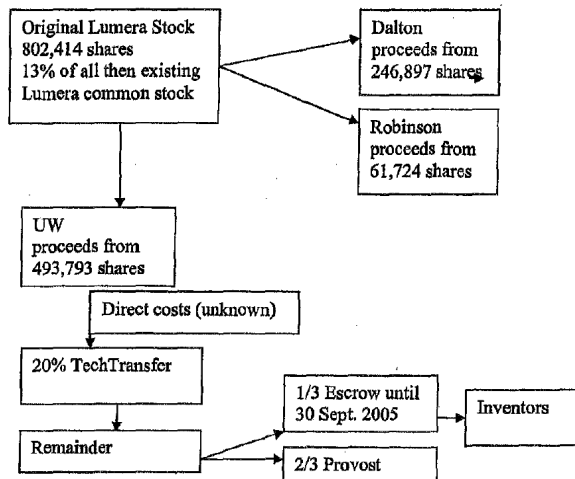 Original Lumera Stock
802,414 shares
13% of all then existing
Lumera common stock
Dalton
proceeds from
246,897 shares
Robinson
proceeds from
61,724 shares
UW
proceeds from
493,793 shares
Direct costs (unknown)
20% TechTransfer
Remainder
1/3 Escrow until
30 Sept. 2005
Inventors
2/3 Provost